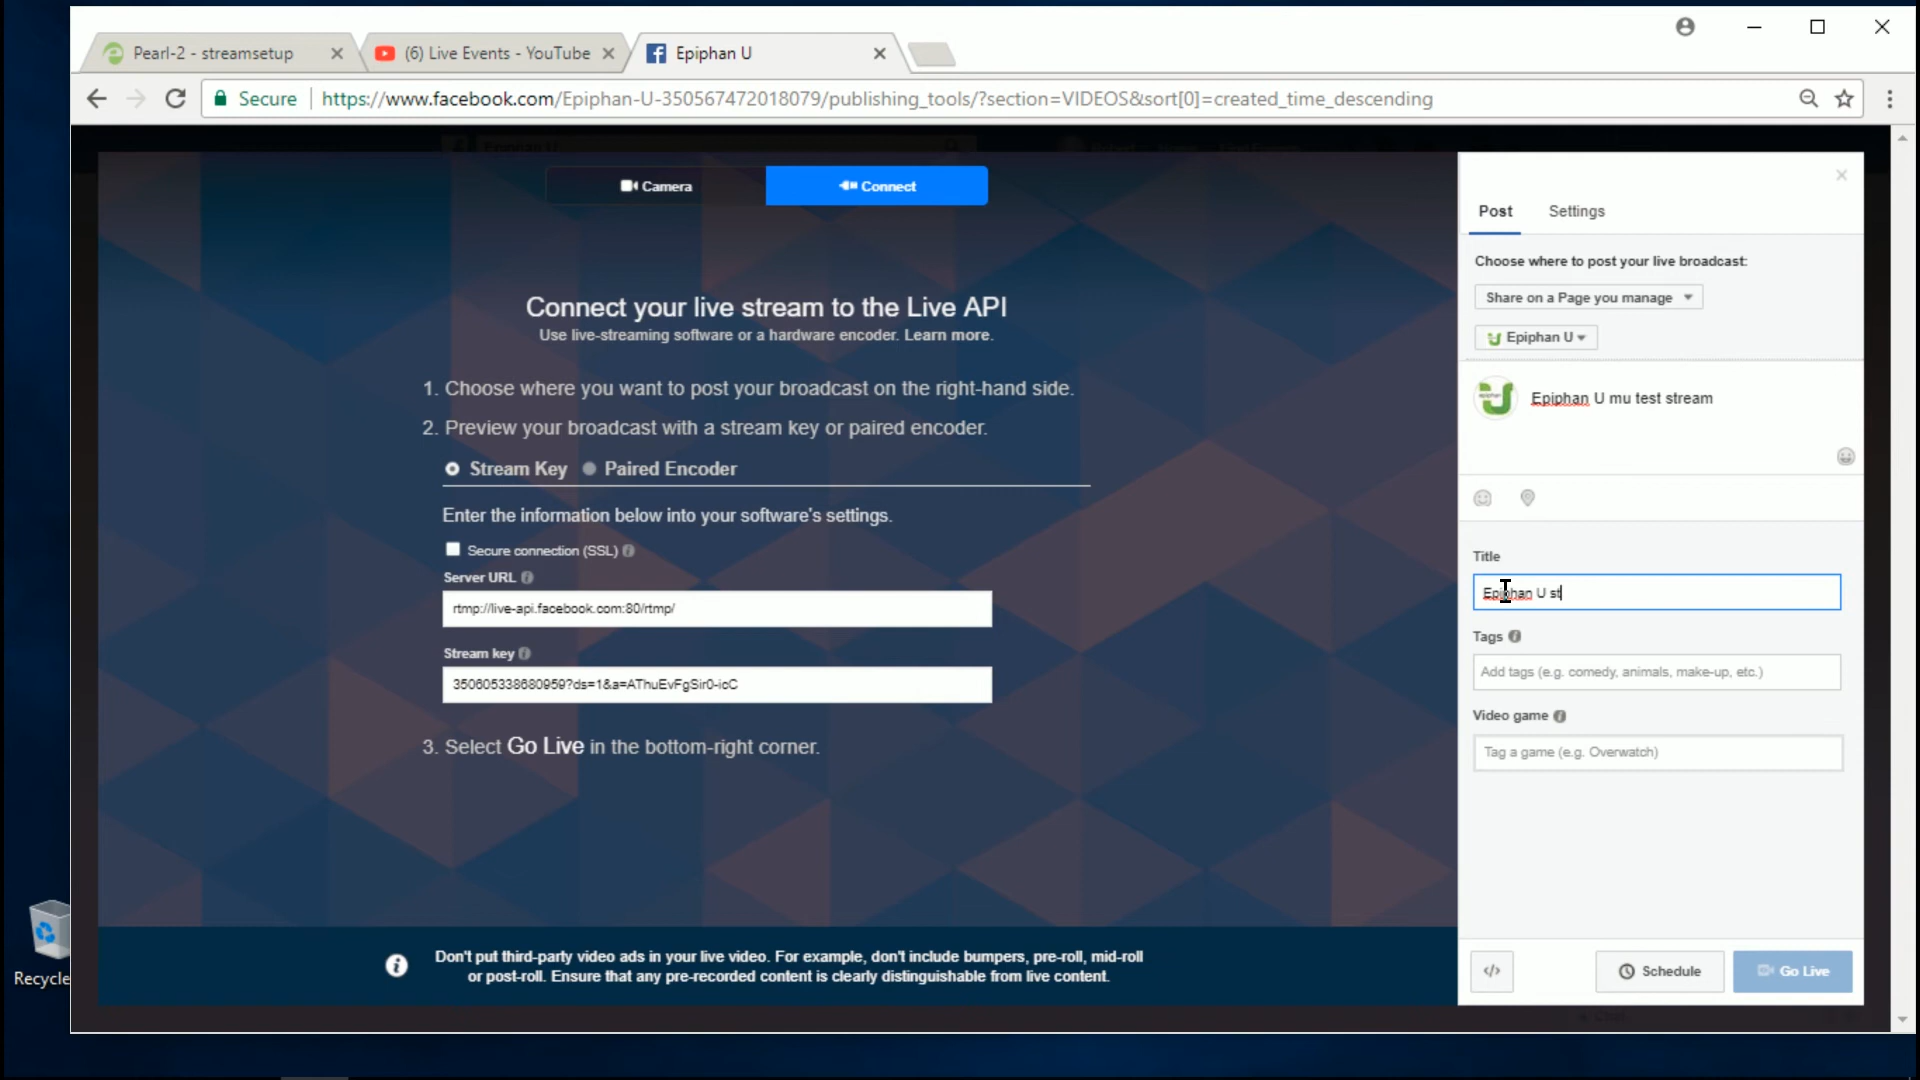 Pearl-2 - streamsetup
(6) Live Events - YouTube
Epiphan U
Secure
https://www.facebook.com/Epiphan-U-350567472018079/publishing_tools/?section=VIDEOS&sort[0]=created_time_descending
Camera
Connect
Connect your live stream to the Live API
Use live-streaming software or a hardware encoder. Learn more.
1. Choose where you want to post your broadcast on the right-hand side.
2. Preview your broadcast with a stream key or paired encoder.
Stream Key
Paired Encoder
Enter the information below into your software's settings.
Secure connection (SSL)
Server URL
rtmp://live-api.facebook.com:80/rtmp/
Stream key
350605338680959?ds=1&a=AThuEvFgSir0-icC
3. Select Go Live in the bottom-right corner.
Don't put third-party video ads in your live video. For example, don't include bumpers, pre-roll, mid-roll
or post-roll. Ensure that any pre-recorded content is clearly distinguishable from live content.
Post
Settings
Choose where to post your live broadcast:
Share on a Page you manage
Epiphan U
Epiphan U mu test stream
Title
Epiphan U st
Tags
Add tags (e.g. comedy, animals, make-up, etc.)
Video game
Tag a game (e.g. Overwatch)
</>
Schedule
Go Live
Recycle